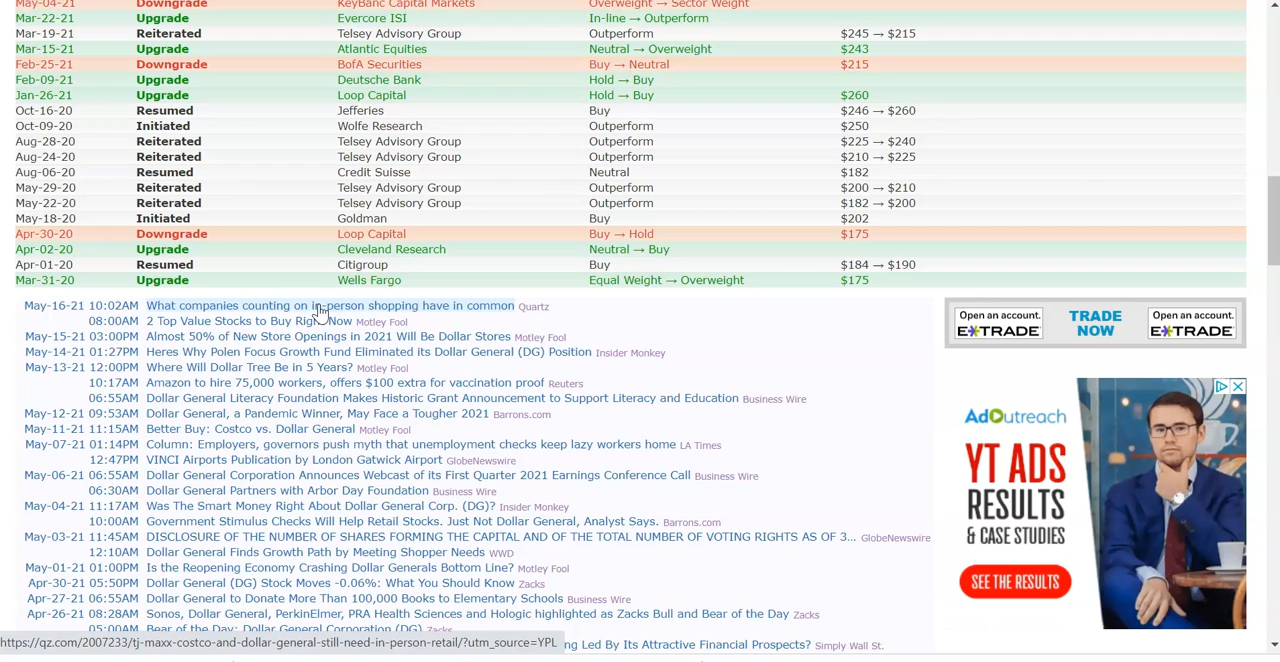 May-04-21 Downgrade KeyBanc Capital Markets Overweight → Sector Weight
Mar-22-21 Upgrade Evercore ISI In-line → Outperform
Mar-19-21 Reiterated Telsey Advisory Group Outperform $245 → $215
Mar-15-21 Upgrade Atlantic Equities Neutral → Overweight $243
Feb-25-21 Downgrade BofA Securities Buy → Neutral $215
Feb-09-21 Upgrade Deutsche Bank Hold → Buy
Jan-26-21 Upgrade Loop Capital Hold → Buy $260
Oct-16-20 Resumed Jefferies Buy $246 → $260
Oct-09-20 Initiated Wolfe Research Outperform $250
Aug-28-20 Reiterated Telsey Advisory Group Outperform $225 → $240
Aug-24-20 Reiterated Telsey Advisory Group Outperform $210 → $225
Aug-06-20 Resumed Credit Suisse Neutral $182
May-29-20 Reiterated Telsey Advisory Group Outperform $200 → $210
May-22-20 Reiterated Telsey Advisory Group Outperform $182 → $200
May-18-20 Initiated Goldman Buy $202
Apr-30-20 Downgrade Loop Capital Buy → Hold $175
Apr-02-20 Upgrade Cleveland Research Neutral → Buy
Apr-01-20 Resumed Citigroup Buy $184 → $190
Mar-31-20 Upgrade Wells Fargo Equal Weight → Overweight $175
May-16-21 10:02AM What companies counting on in-person shopping have in common Quartz
08:00AM 2 Top Value Stocks to Buy Right Now Motley Fool
May-15-21 03:00PM Almost 50% of New Store Openings in 2021 Will Be Dollar Stores Motley Fool
May-14-21 01:27PM Heres Why Polen Focus Growth Fund Eliminated its Dollar General (DG) Position Insider Monkey
May-13-21 12:00PM Where Will Dollar Tree Be in 5 Years? Motley Fool
10:17AM Amazon to hire 75,000 workers, offers $100 extra for vaccination proof Reuters
06:55AM Dollar General Literacy Foundation Makes Historic Grant Announcement to Support Literacy and Education Business Wire
May-12-21 09:53AM Dollar General, a Pandemic Winner, May Face a Tougher 2021 Barrons.com
May-11-21 11:15AM Better Buy: Costco vs. Dollar General Motley Fool
May-07-21 01:14PM Column: Employers, governors push myth that unemployment checks keep lazy workers home LA Times
12:47PM VINCI Airports Publication by London Gatwick Airport GlobeNewswire
May-06-21 06:55AM Dollar General Corporation Announces Webcast of its First Quarter 2021 Earnings Conference Call Business Wire
06:30AM Dollar General Partners with Arbor Day Foundation Business Wire
May-04-21 11:17AM Was The Smart Money Right About Dollar General Corp. (DG)? Insider Monkey
10:00AM Government Stimulus Checks Will Help Retail Stocks. Just Not Dollar General, Analyst Says. Barrons.com
May-03-21 11:45AM DISCLOSURE OF THE NUMBER OF SHARES FORMING THE CAPITAL AND OF THE TOTAL NUMBER OF VOTING RIGHTS AS OF 3... GlobeNewswire
12:10AM Dollar General Finds Growth Path by Meeting Shopper Needs WWD
May-01-21 01:00PM Is the Reopening Economy Crashing Dollar Generals Bottom Line? Motley Fool
Apr-30-21 05:50PM Dollar General (DG) Stock Moves -0.06%: What You Should Know Zacks
Apr-27-21 06:55AM Dollar General to Donate More Than 100,000 Books to Elementary Schools Business Wire
Apr-26-21 08:28AM Sonos, Dollar General, PerkinElmer, PRA Health Sciences and Hologic highlighted as Zacks Bull and Bear of the Day Zacks
05:00AM Bear of the Day: Dollar General Corporation (DG) Zacks
ng Led By Its Attractive Financial Prospects? Simply Wall St.
https://qz.com/2007233/tj-maxx-costco-and-dollar-general-still-need-in-person-retail/?utm_source=YPL
Open an account.
E*TRADE
TRADE
NOW
Open an account.
E*TRADE
AdOutreach
YT ADS
RESULTS
& CASE STUDIES
SEE THE RESULTS